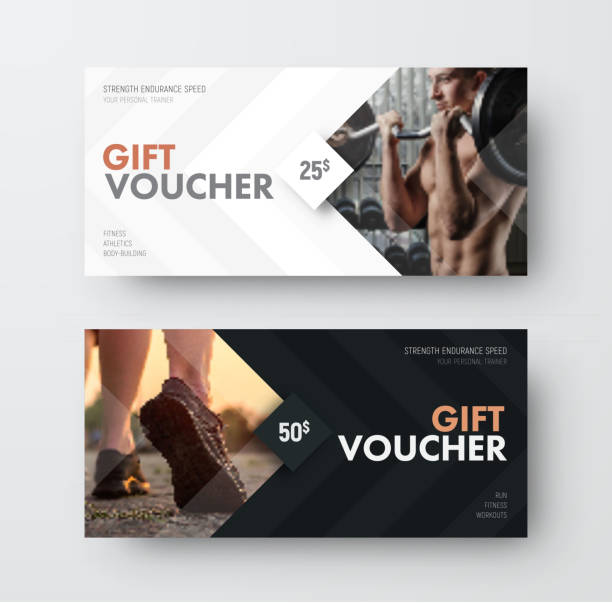 STRENGTH ENDURANCE SPEED
YOUR PERSONAL TRAINER
GIFT
VOUCHER
25$
FITNESS
ATHLETICS
BODY-BUILDING
STRENGTH ENDURANCE SPEED
YOUR PERSONAL TRAINER
50$
GIFT
VOUCHER
RUN
FITNESS
WORKOUTS